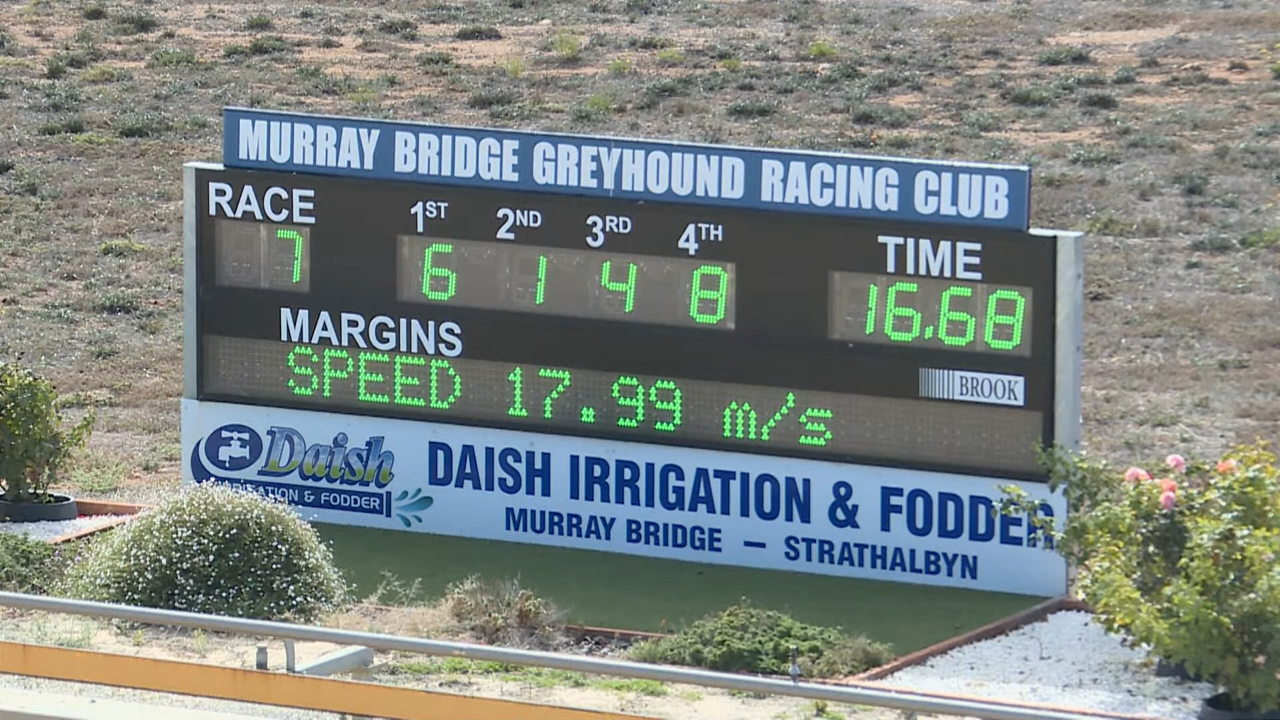 MURRAY BRIDGE GREYHOUND RACING CLUB
RACE 1ST 2ND 3RD 4TH TIME
7 6 1 4 8 16.68
MARGINS
BROOK
SPEED 17.99 m/s
Daish
& FODDER
DAISH IRRIGATION & FODDER
MURRAY BRIDGE – STRATHALBYN